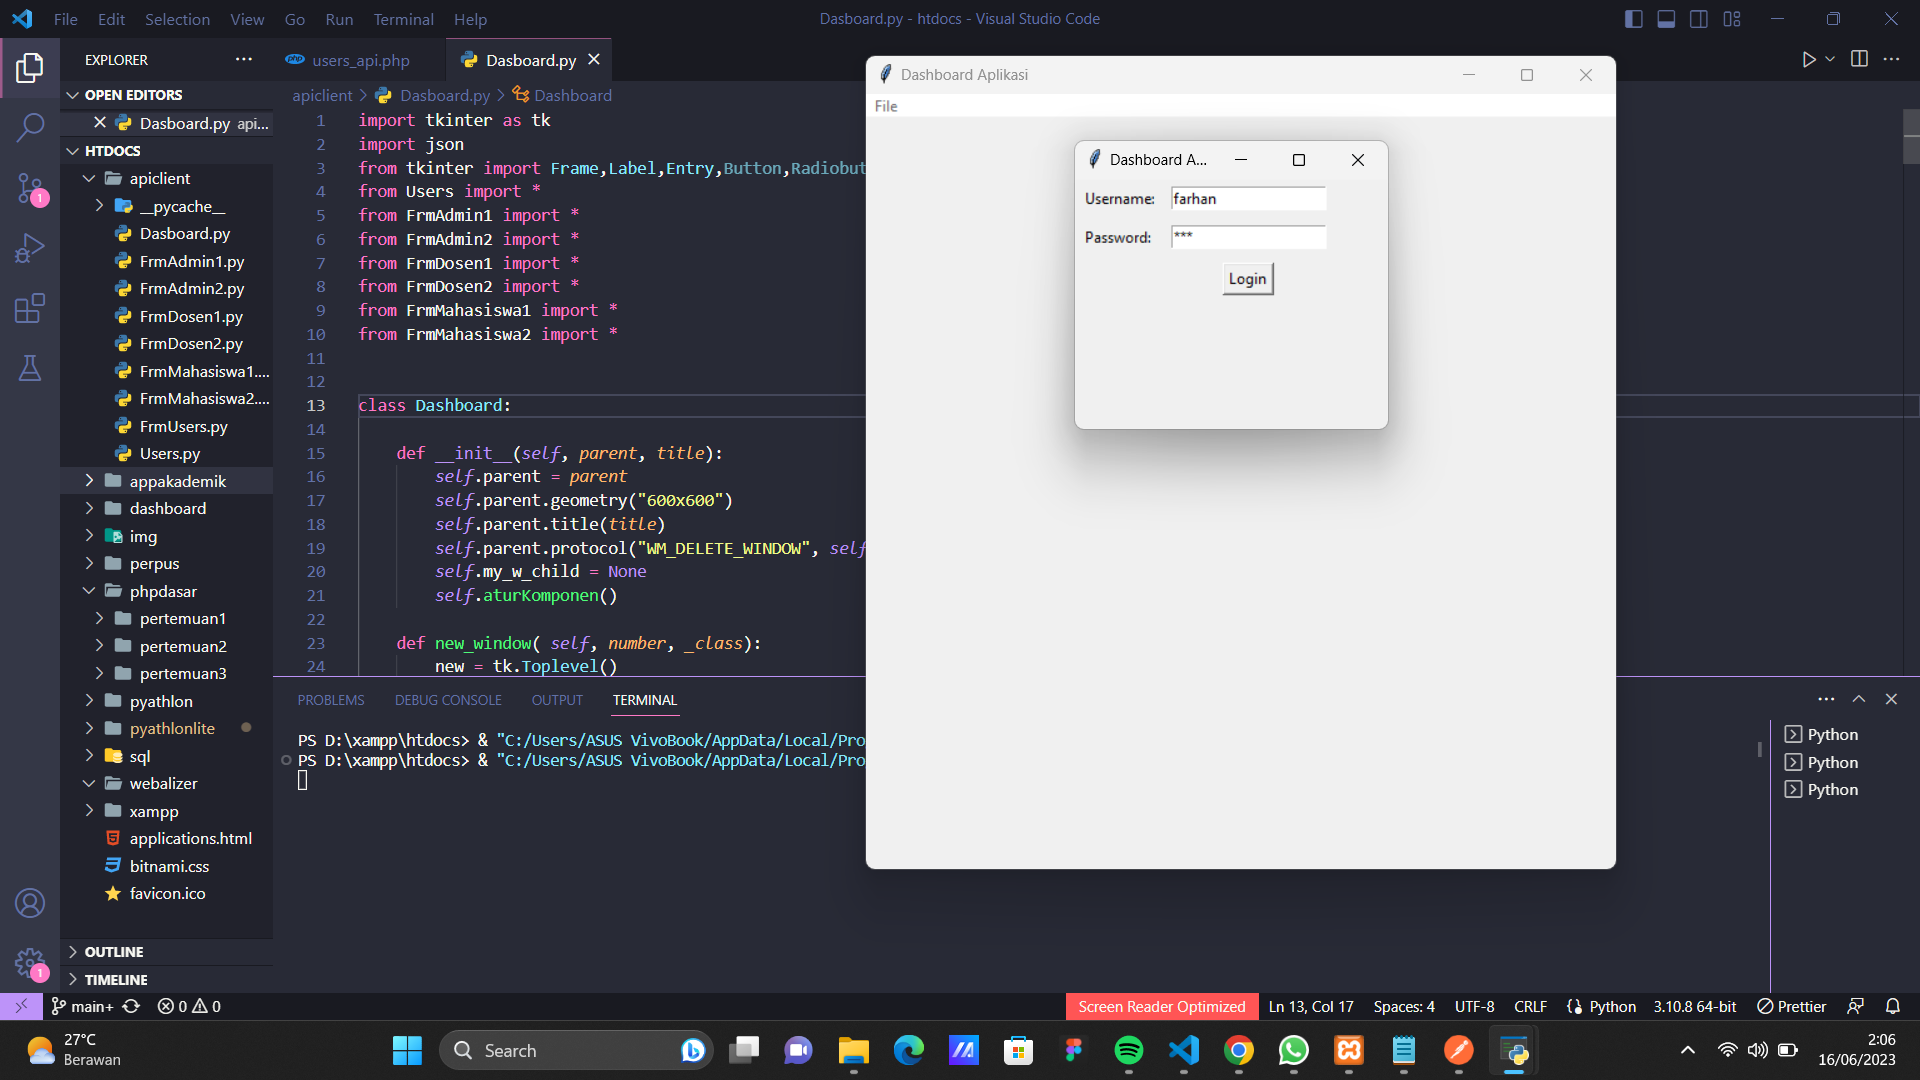 File Edit Selection View Go Run Terminal Help
Dasboard.py - htdocs - Visual Studio Code
EXPLORER
OPEN EDITORS
Dasboard.py api...
HTDOCS
apiclient
__pycache__
Dasboard.py
FrmAdmin1.py
FrmAdmin2.py
FrmDosen1.py
FrmDosen2.py
FrmMahasiswa1....
FrmMahasiswa2....
FrmUsers.py
Users.py
appakademik
dashboard
img
perpus
phpdasar
pertemuan1
pertemuan2
pertemuan3
pyathlon
pyathlonlite
sql
webalizer
xampp
applications.html
bitnami.css
favicon.ico
OUTLINE
TIMELINE
users_api.php
Dasboard.py
apiclient > Dasboard.py > Dashboard
1 import tkinter as tk
2 import json
3 from tkinter import Frame,Label,Entry,Button,Radiobut
4 from Users import *
5 from FrmAdmin1 import *
6 from FrmAdmin2 import *
7 from FrmDosen1 import *
8 from FrmDosen2 import *
9 from FrmMahasiswa1 import *
10 from FrmMahasiswa2 import *
11
12
13 class Dashboard:
14
15 def __init__(self, parent, title):
16 self.parent = parent
17 self.parent.geometry("600x600")
18 self.parent.title(title)
19 self.parent.protocol("WM_DELETE_WINDOW", self
20 self.my_w_child = None
21 self.aturKomponen()
22
23 def new_window( self, number, _class):
24 new = tk.Toplevel()
Dashboard Aplikasi
File
Dashboard A...
Username: farhan
Password: ***
Login
PROBLEMS DEBUG CONSOLE OUTPUT TERMINAL
PS D:\xampp\htdocs> & "C:/Users/ASUS VivoBook/AppData/Local/Pro
PS D:\xampp\htdocs> & "C:/Users/ASUS VivoBook/AppData/Local/Pro
Python
Python
Python
1
1
main+ 0 0
Screen Reader Optimized Ln 13, Col 17 Spaces: 4 UTF-8 CRLF Python 3.10.8 64-bit Prettier
27°C
Berawan
Search
2:06
16/06/2023